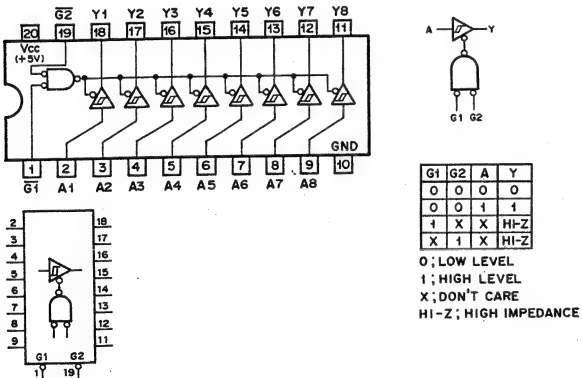 G2 Y1 Y2 Y3 Y4 Y5 Y6 Y7 Y8
20 19 18 17 16 15 14 13 12 11
Vcc
(+5V)
GND
1 2 3 4 5 6 7 8 9 10
G1 A1 A2 A3 A4 A5 A6 A7 A8
A Y
G1 G2
G1 G2 A Y
0 0 0 0
0 0 1 1
1 X X HI-Z
X 1 X HI-Z
0; LOW LEVEL
1; HIGH LEVEL
X; DON'T CARE
HI-Z; HIGH IMPEDANCE
2 18
3 17
4 16
5 15
6 14
7 13
8 12
9 11
G1 G2
1 19